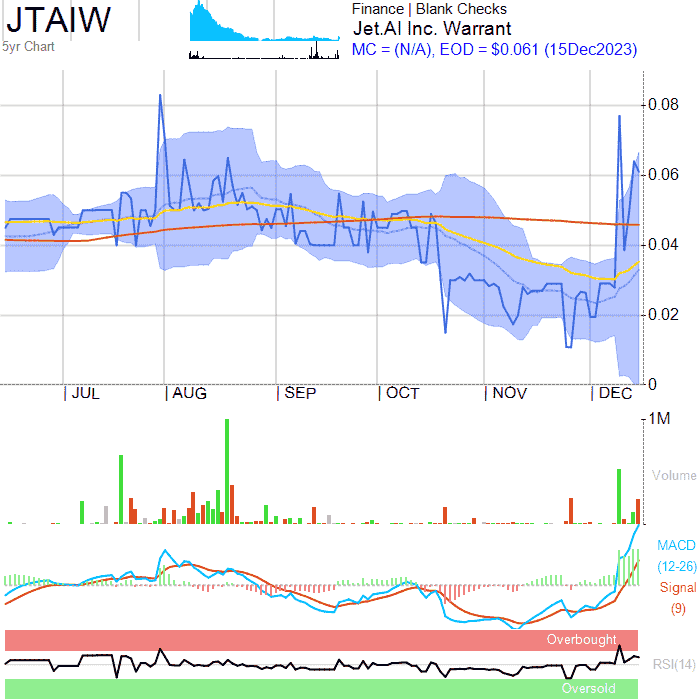 JTAIW
5yr Chart
Finance | Blank Checks
Jet.AI Inc. Warrant
MC = (N/A), EOD = $0.061 (15Dec2023)
0.08
0.06
0.04
0.02
0
| JUL | AUG | SEP | OCT | NOV | DEC
1M
Volume
MACD
(12-26)
Signal
(9)
Overbought
RSI(14)
Oversold